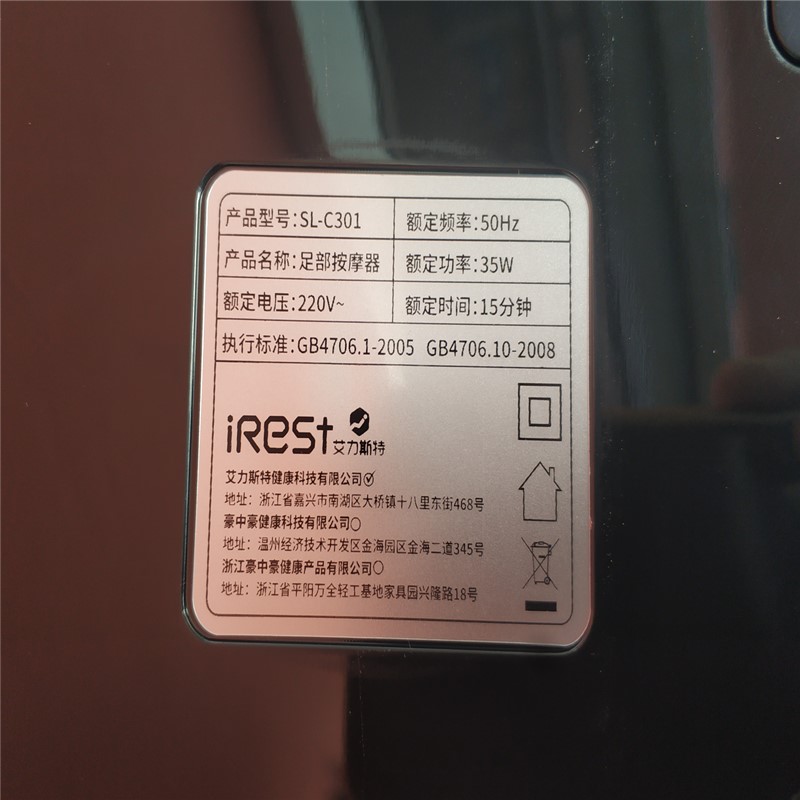 产品型号:SL-C301 额定频率:50Hz
产品名称:足部按摩器 额定功率:35W
额定电压:220V~ 额定时间:15分钟
执行标准:GB4706.1-2005 GB4706.10-2008
iRest 艾力斯特
艾力斯特健康科技有限公司
地址：浙江省嘉兴市南湖区大桥镇十八里东街468号
豪中豪健康科技有限公司
地址：温州经济技术开发区金海园区金海二道345号
浙江豪中豪健康产品有限公司
地址：浙江省平阳万全轻工基地家具园兴隆路18号